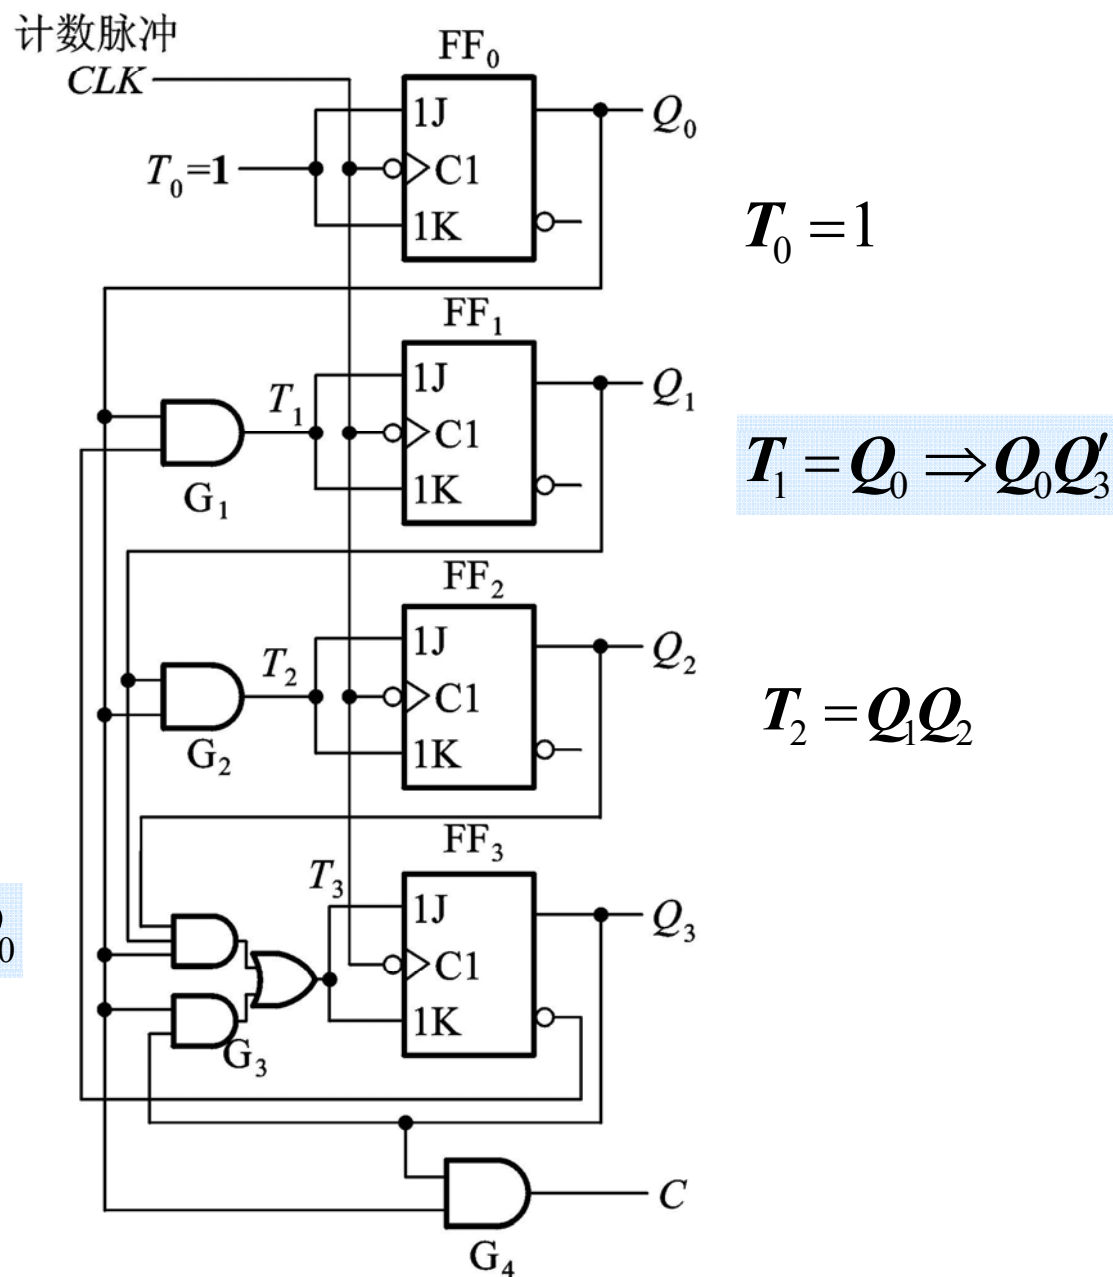 计数脉冲
CLK
FF₀
1J
C1
1K
Q₀
T₀=1
T₀ = 1
FF₁
1J
C1
1K
Q₁
T₁
G₁
T₁ = Q₀ ⇒ Q₀Q₃′
FF₂
1J
C1
1K
Q₂
T₂
G₂
T₂ = Q₁Q₂
FF₃
1J
C1
1K
Q₃
T₃
0
G₃
C
G₄